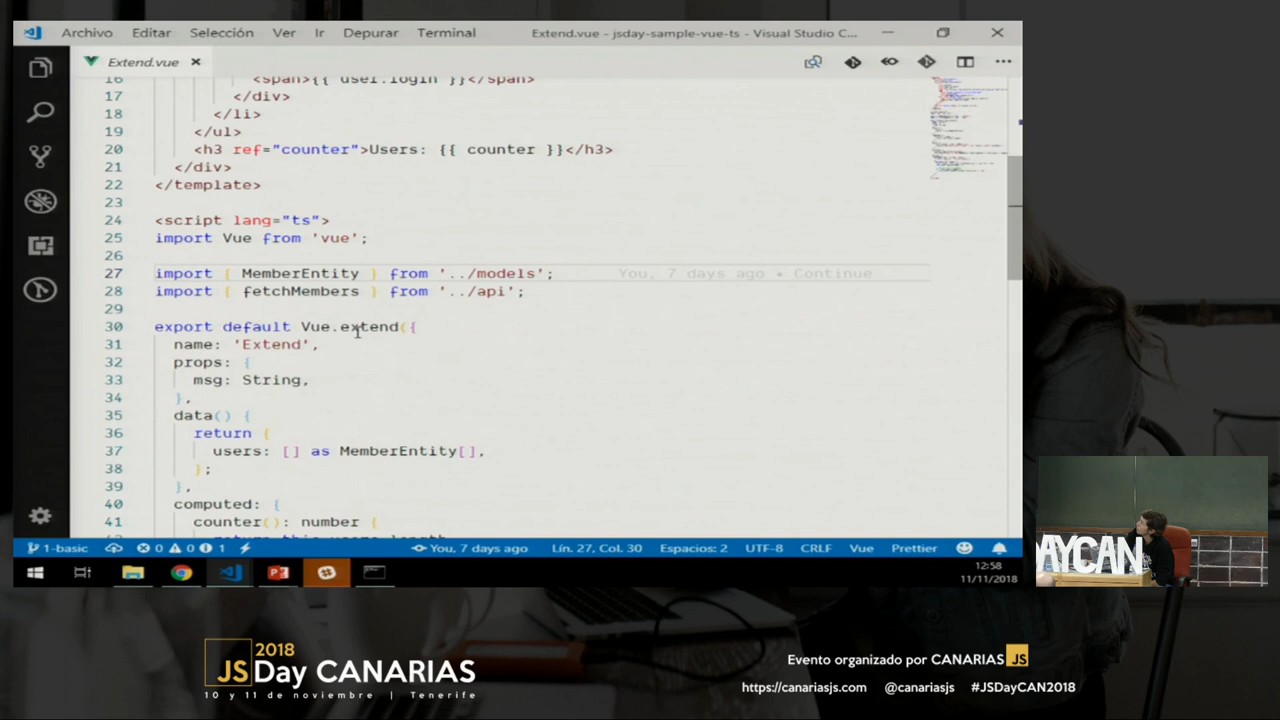 Archivo Editar Selección Ver Ir Depurar Terminal Extend.vue - jsday-sample-vue-ts - Visual Studio C...
Extend.vue
16 <span>{{ user.login }}</span>
17 </div>
18 </li>
19 </ul>
20 <h3 ref="counter">Users: {{ counter }}</h3>
21 </div>
22 </template>
23
24 <script lang="ts">
25 import Vue from 'vue';
26
27 import { MemberEntity } from '../models'; You, 7 days ago • Continue
28 import { fetchMembers } from '../api';
29
30 export default Vue.extend({
31 name: 'Extend',
32 props: {
33 msg: String,
34 },
35 data() {
36 return {
37 users: [] as MemberEntity[],
38 };
39 },
40 computed: {
41 counter(): number {
return this.users.length
1-basic 0 0 1 You, 7 days ago Lín. 27, Col. 30 Espacios: 2 UTF-8 CRLF Vue Prettier
12:58
11/11/2018
AYCAN
2018
JSDay CANARIAS
10 y 11 de noviembre | Tenerife
Evento organizado por CANARIAS JS
https://canariasjs.com @canariasjs #JSDayCAN2018